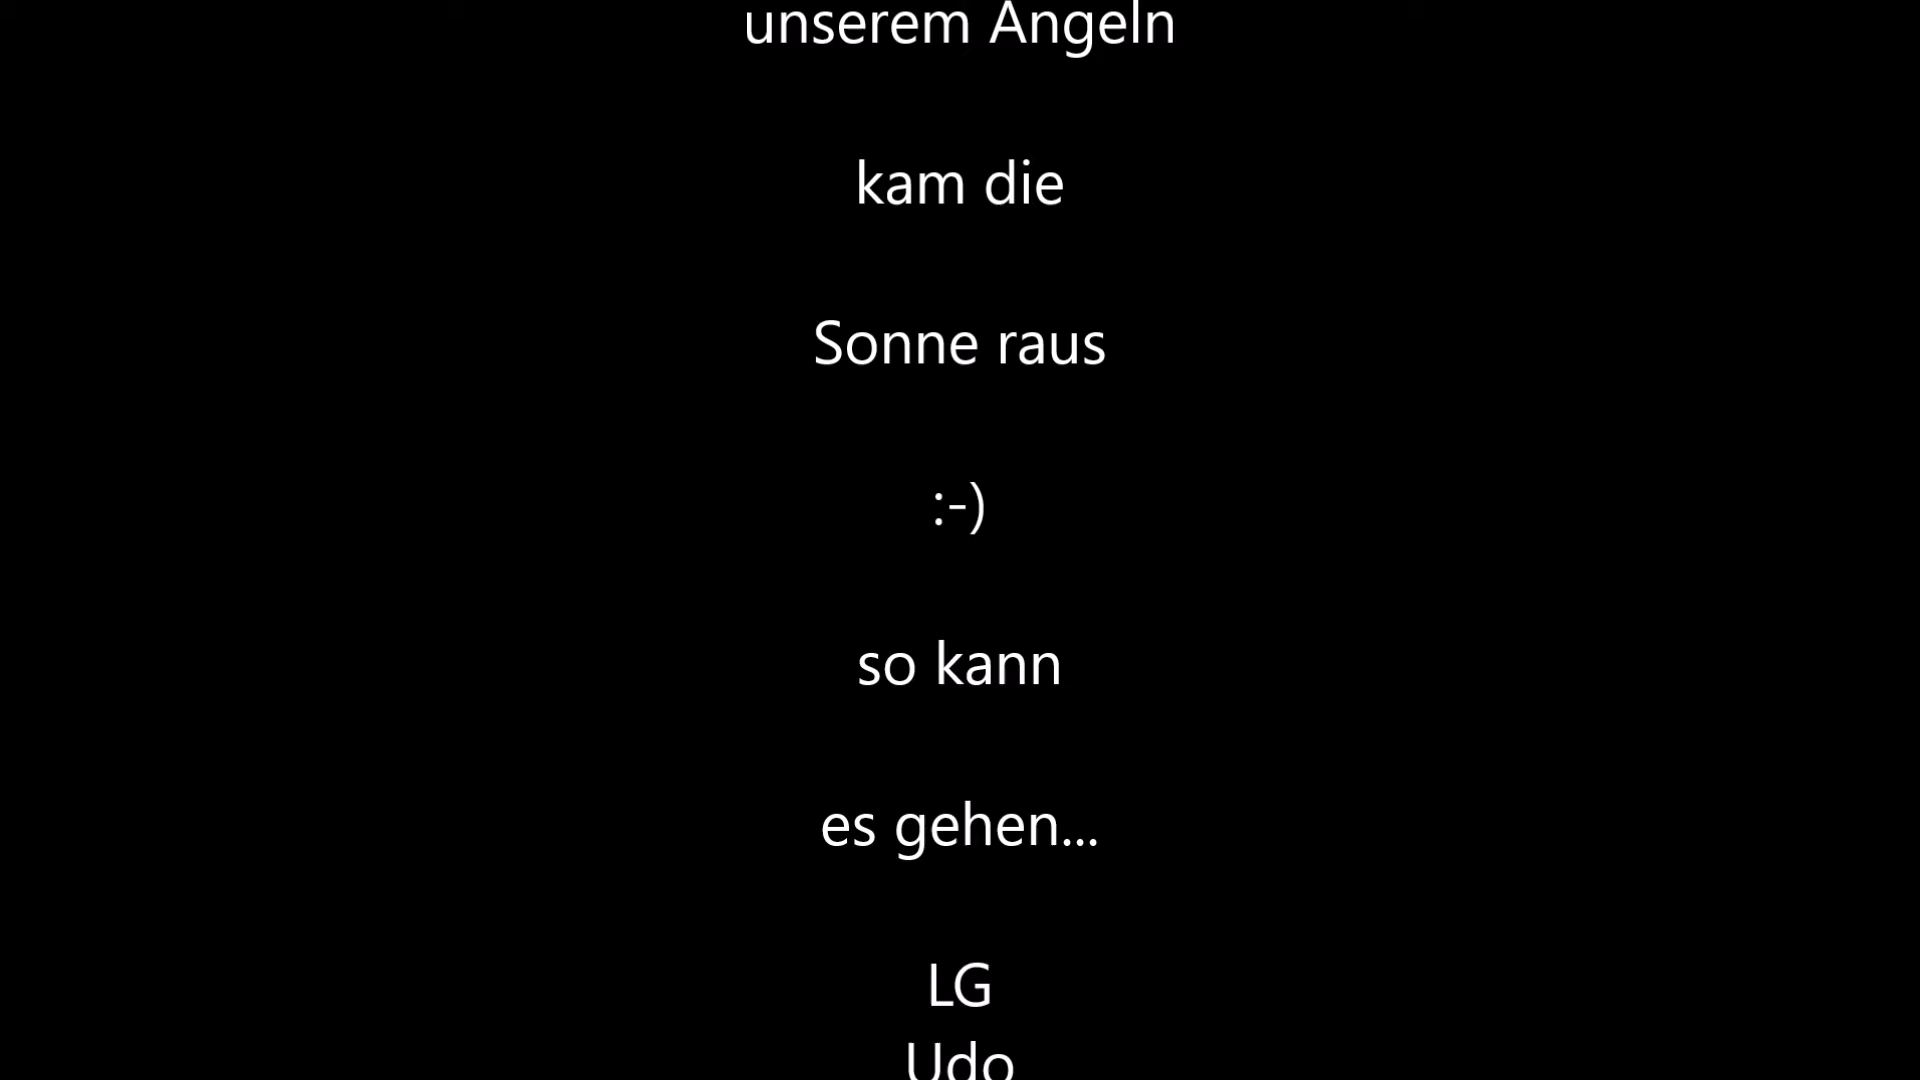 unserem Angeln
kam die
Sonne raus
:-)
so kann
es gehen...
LG
Udo